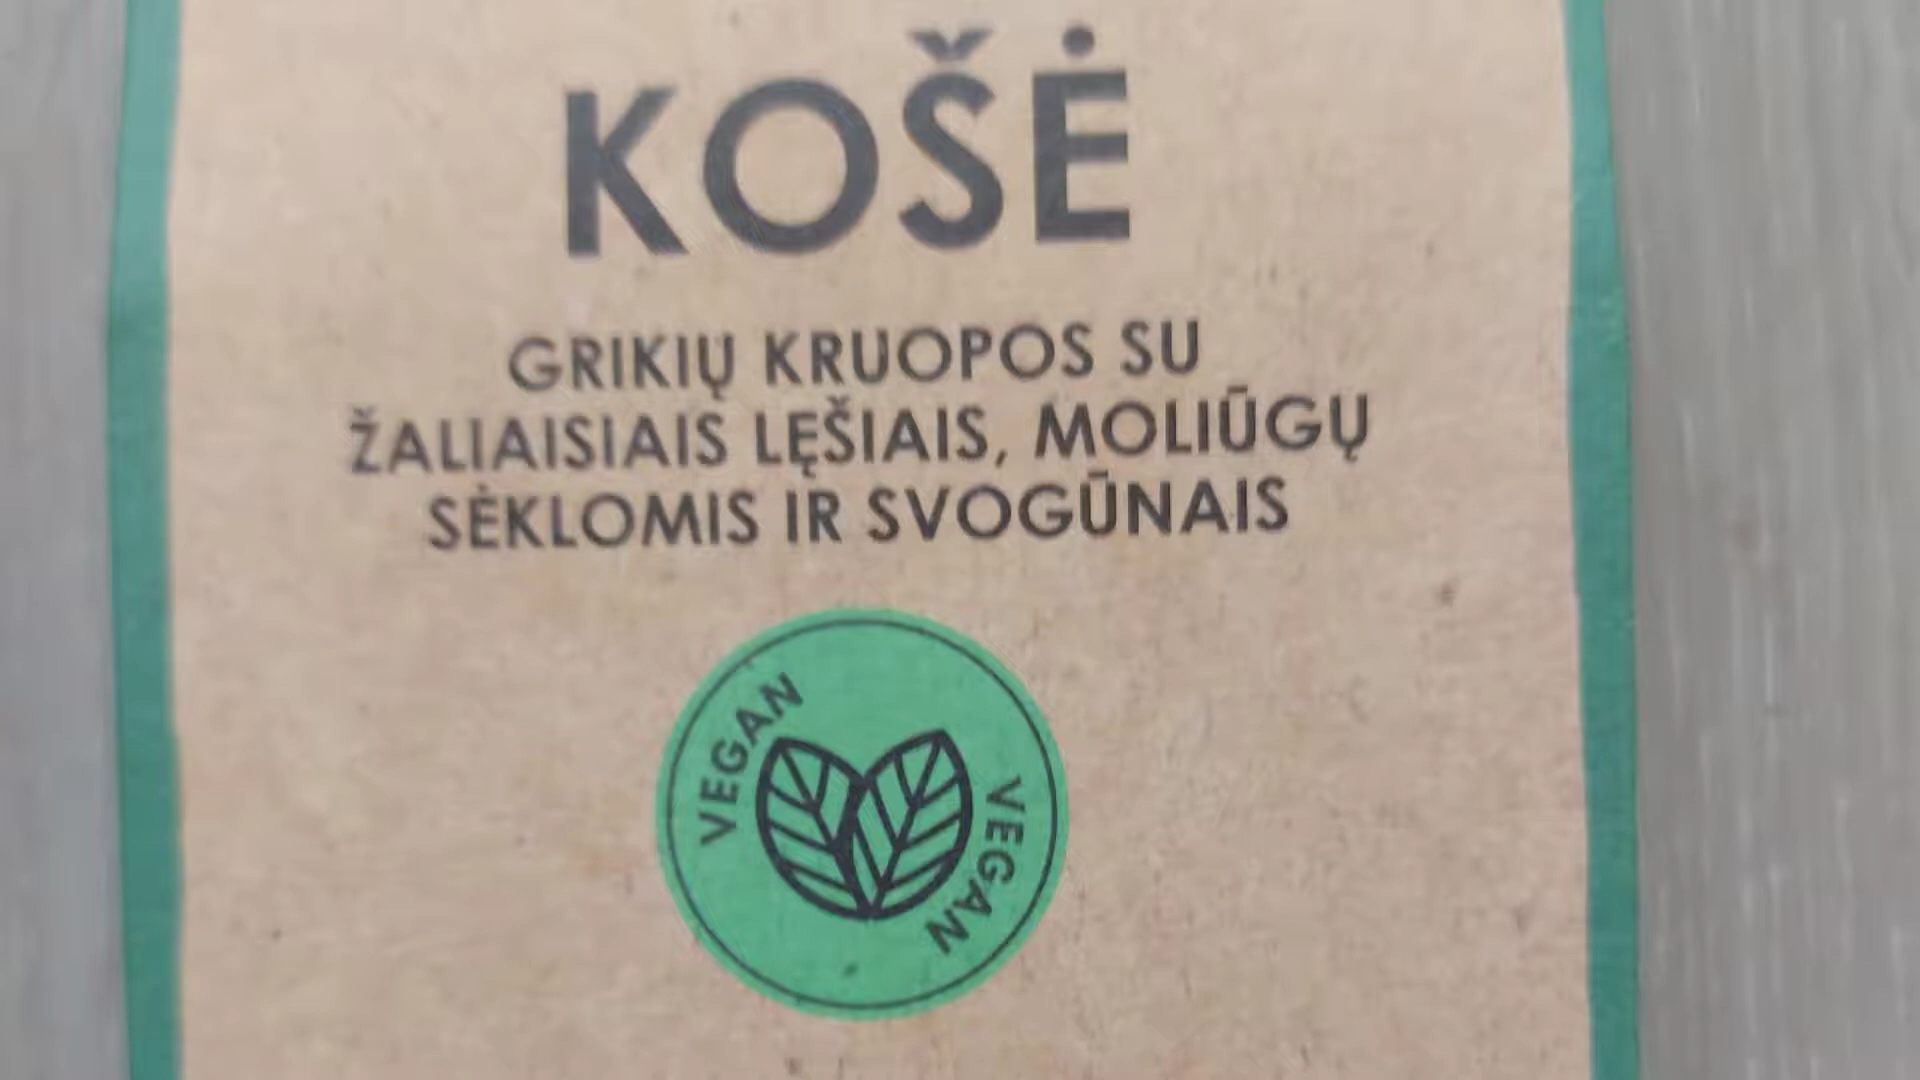 KOŠĖ
GRIKIŲ KRUOPOS SU
ŽALIAISIAIS LĘŠIAIS, MOLIŪGŲ
SĖKLOMIS IR SVOGŪNAIS
VEGAN
VEGAN